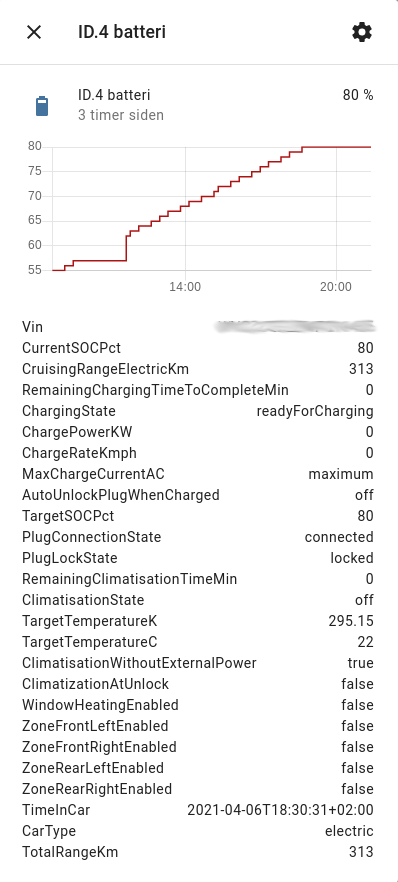 ID.4 batteri
ID.4 batteri 80 %
3 timer siden
80
75
70
65
60
55
14:00 20:00
Vin
CurrentSOCPct 80
CruisingRangeElectricKm 313
RemainingChargingTimeToCompleteMin 0
ChargingState readyForCharging
ChargePowerKW 0
ChargeRateKmph 0
MaxChargeCurrentAC maximum
AutoUnlockPlugWhenCharged off
TargetSOCPct 80
PlugConnectionState connected
PlugLockState locked
RemainingClimatisationTimeMin 0
ClimatisationState off
TargetTemperatureK 295.15
TargetTemperatureC 22
ClimatisationWithoutExternalPower true
ClimatizationAtUnlock false
WindowHeatingEnabled false
ZoneFrontLeftEnabled false
ZoneFrontRightEnabled false
ZoneRearLeftEnabled false
ZoneRearRightEnabled false
TimeInCar 2021-04-06T18:30:31+02:00
CarType electric
TotalRangeKm 313